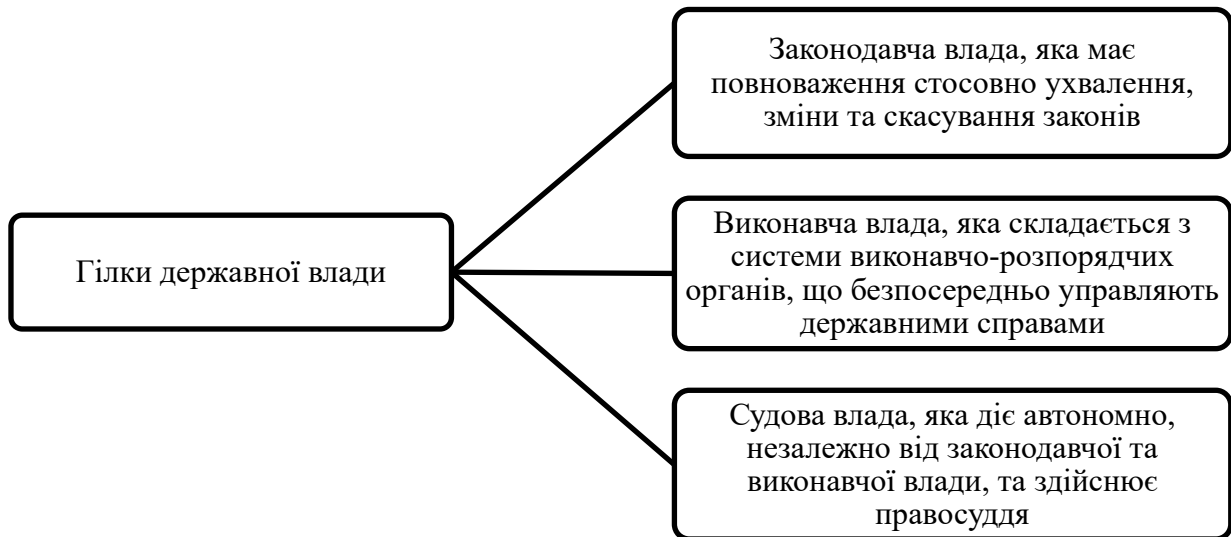 Законодавча влада, яка має
повноваження стосовно ухвалення,
зміни та скасування законів
Гілки державної влади
Виконавча влада, яка складається з
системи виконавчо-розпорядчих
органів, що безпосередньо управляють
державними справами
Судова влада, яка діє автономно,
незалежно від законодавчої та
виконавчої влади, та здійснює
правосуддя